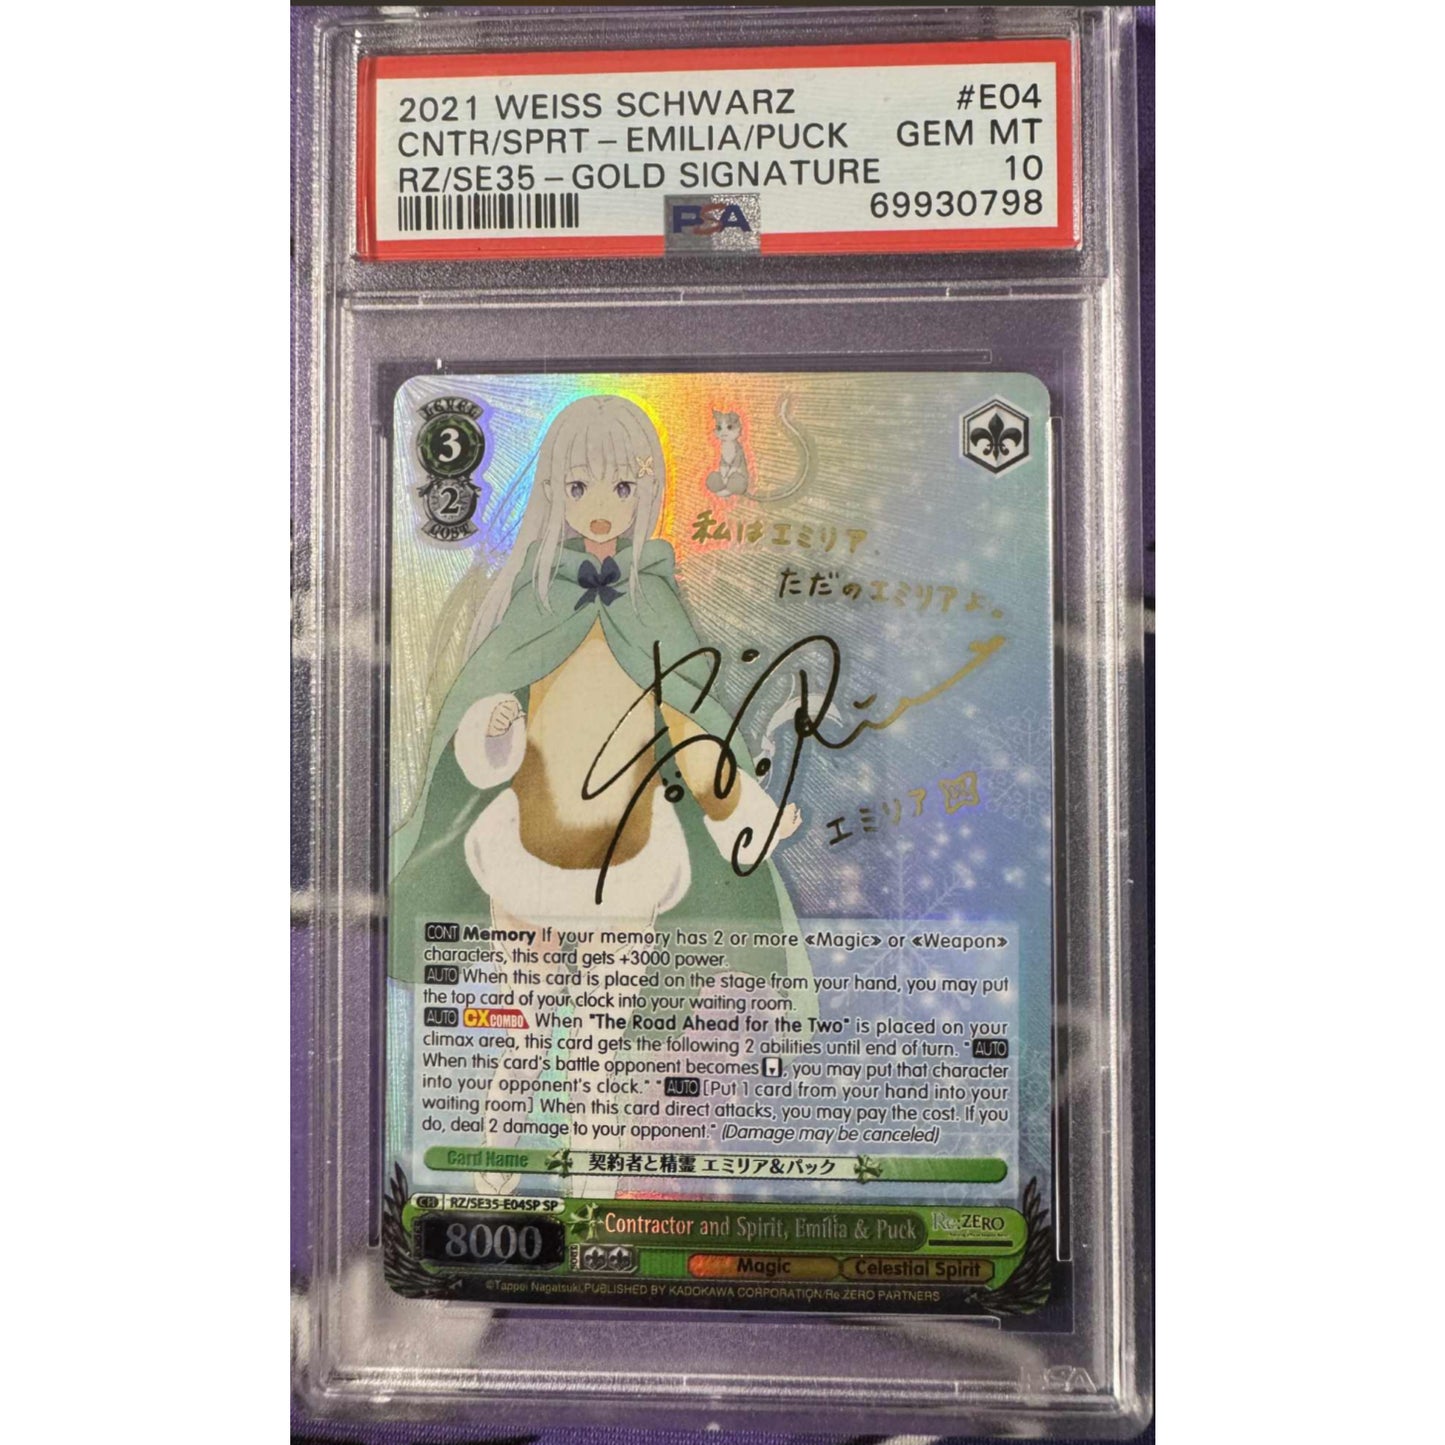 2021 WEISS SCHWARZ #E04
CNTR/SPRT – EMILIA/PUCK GEM MT
RZ/SE35 – GOLD SIGNATURE 10
PSA 69930798
LEVEL
3
2
COST
私はエミリア.
ただのエミリアよ。
エミリア
CONT Memory If your memory has 2 or more «Magic» or «Weapon»
characters, this card gets +3000 power.
AUTO When this card is placed on the stage from your hand, you may put
the top card of your clock into your waiting room.
AUTO CX COMBO When "The Road Ahead for the Two" is placed on your
climax area, this card gets the following 2 abilities until end of turn. "AUTO
When this card's battle opponent becomes , you may put that character
into your opponent's clock." "AUTO [Put 1 card from your hand into your
waiting room] When this card direct attacks, you may pay the cost. If you
do, deal 2 damage to your opponent." (Damage may be canceled)
Card Name 契約者と精霊 エミリア&パック
CH RZ/SE35-E04SP SP
Contractor and Spirit, Emilia & Puck Re:ZERO
8000
Magic Celestial Spirit
©Tappei Nagatsuki,PUBLISHED BY KADOKAWA CORPORATION/Re:ZERO PARTNERS
PSA